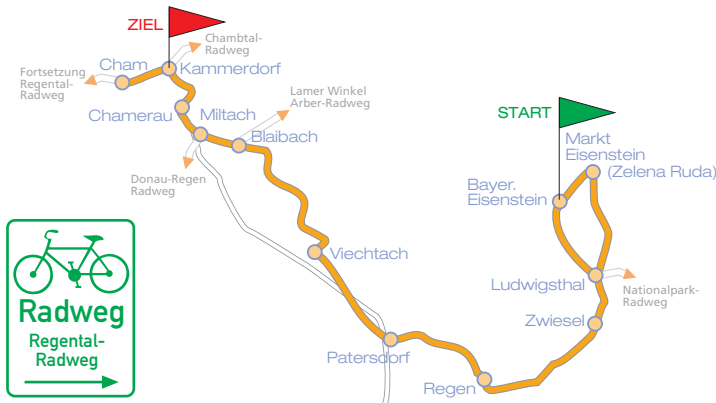 ZIEL
Chambtal-
Radweg
Cham
Kammerdorf
Fortsetzung
Regental-
Radweg
Lamer Winkel
Arber-Radweg
Chamerau
Miltach
Blaibach
START
Markt
Eisenstein
(Zelena Ruda)
Donau-Regen
Radweg
Bayer.
Eisenstein
Viechtach
Ludwigsthal
Nationalpark-
Radweg
Zwiesel
Patersdorf
Regen
Radweg
Regental-
Radweg